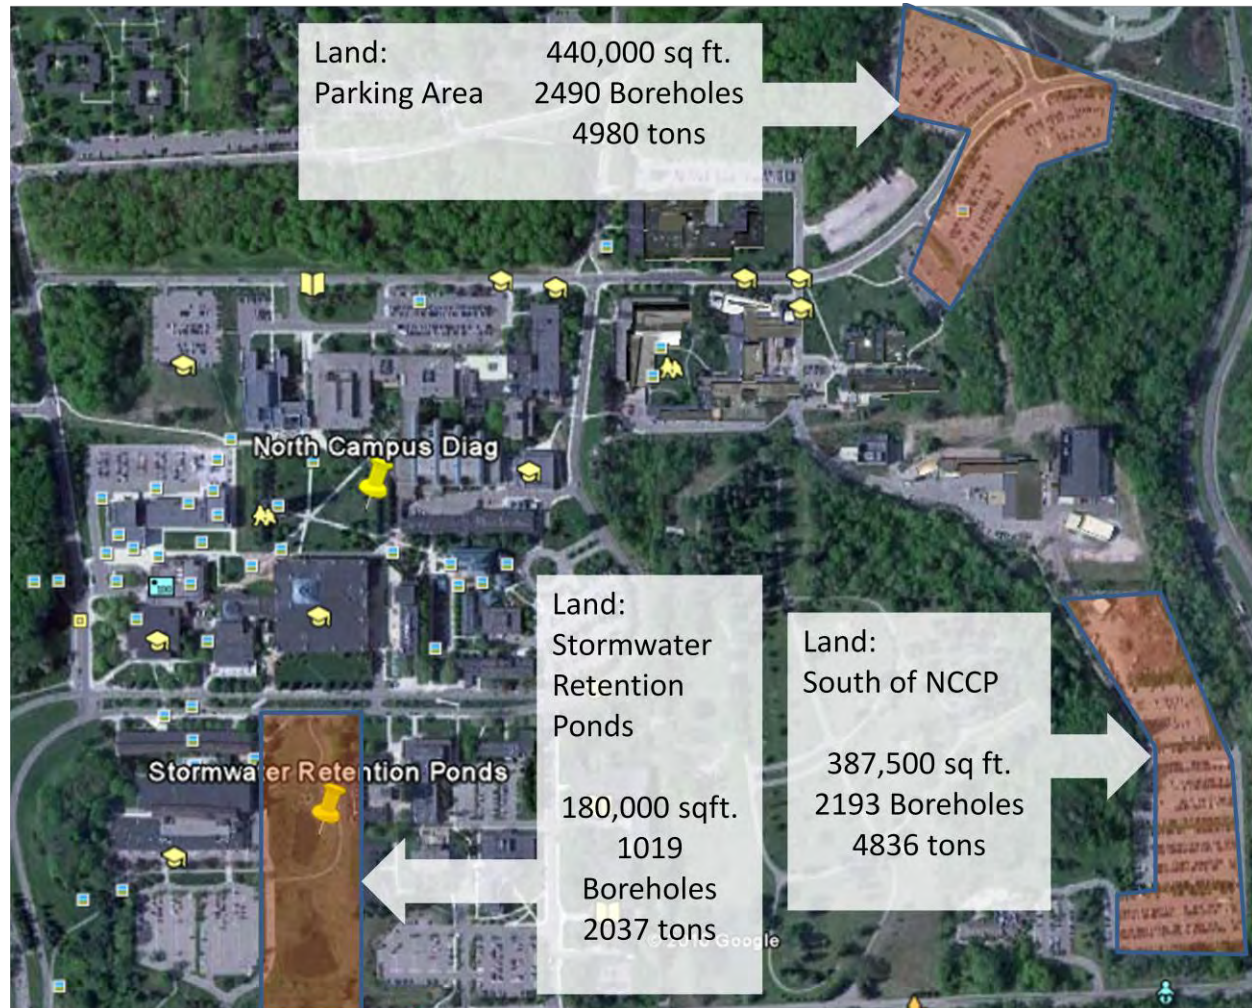 Land: 440,000 sq ft.
Parking Area 2490 Boreholes
4980 tons
North Campus Diag
Land:
Stormwater
Retention
Ponds
180,000 sqft.
1019
Boreholes
2037 tons
Land:
South of NCCP
387,500 sq ft.
2193 Boreholes
4836 tons
Stormwater Retention Ponds
© 2010 Google